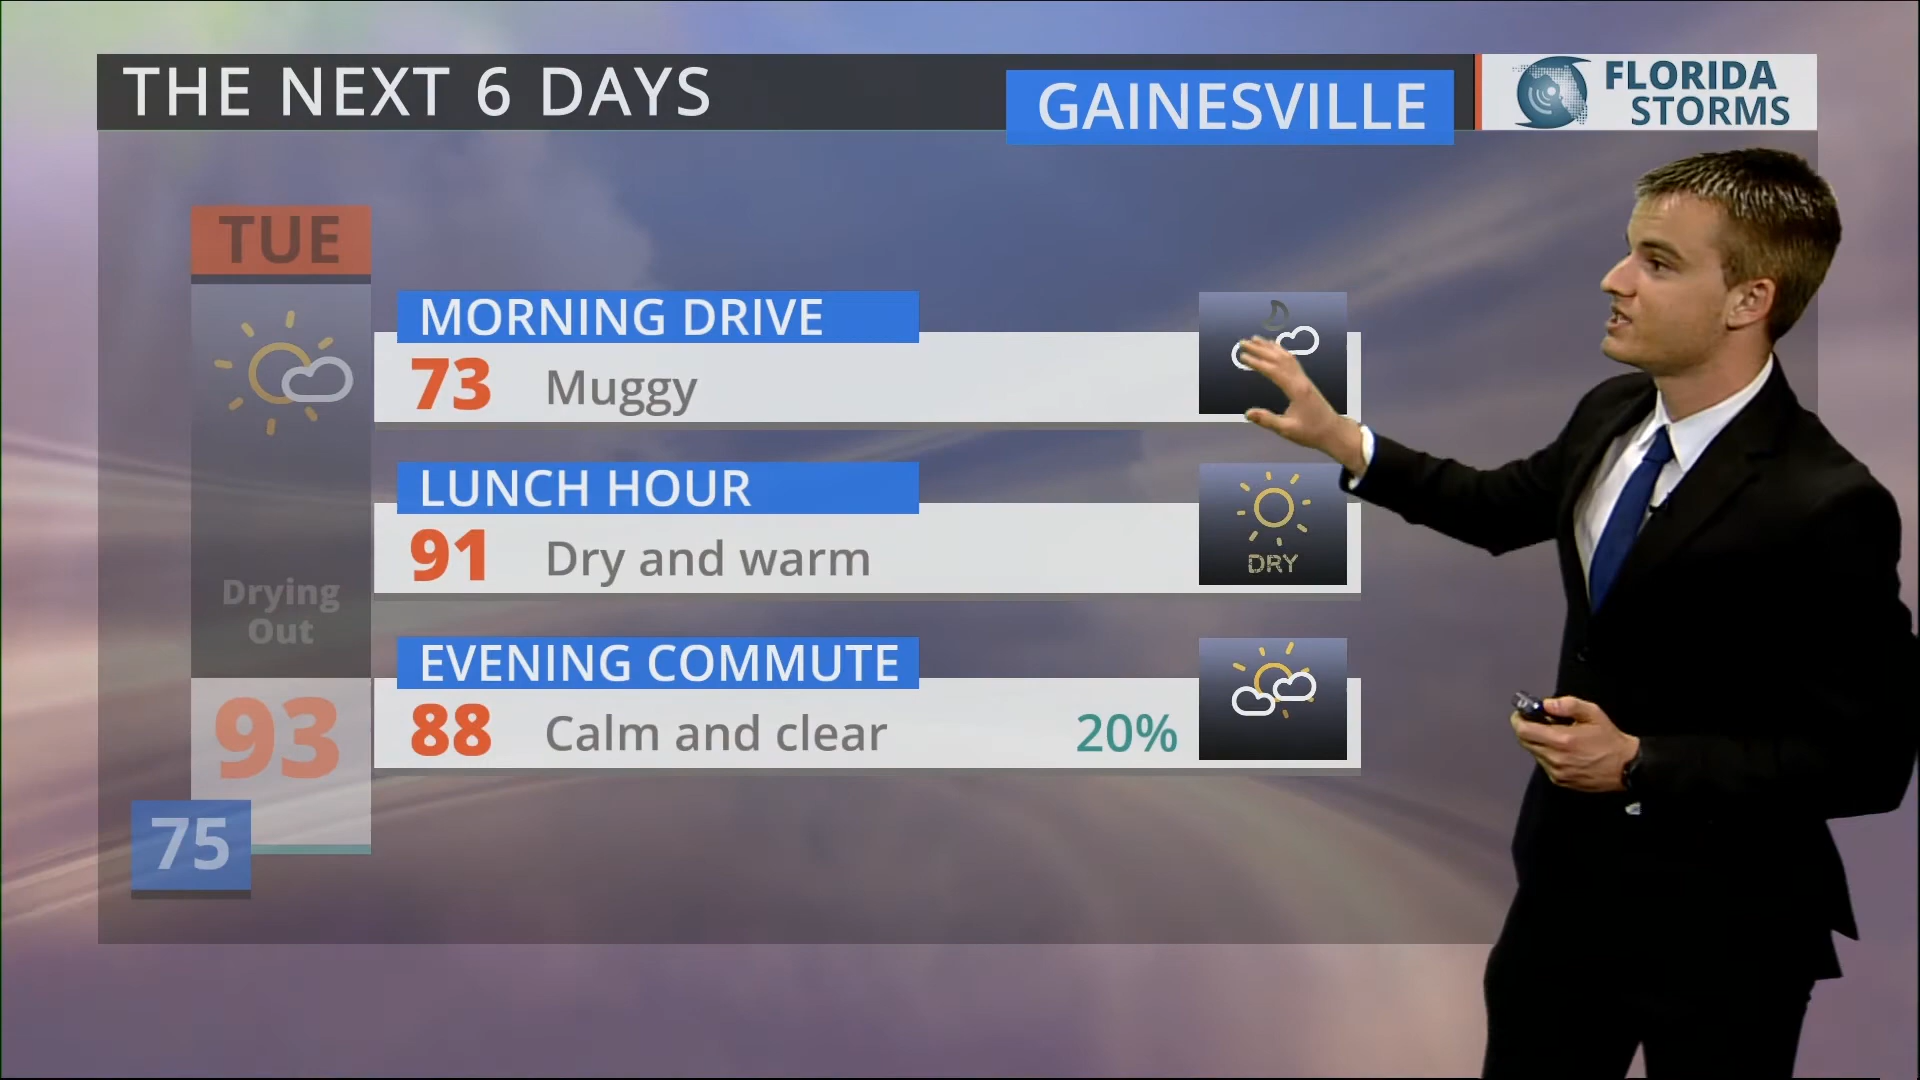 THE NEXT 6 DAYS
GAINESVILLE
FLORIDA
STORMS
TUE
Drying
Out
93
75
MORNING DRIVE
73 Muggy
LUNCH HOUR
91 Dry and warm
DRY
EVENING COMMUTE
88 Calm and clear 20%